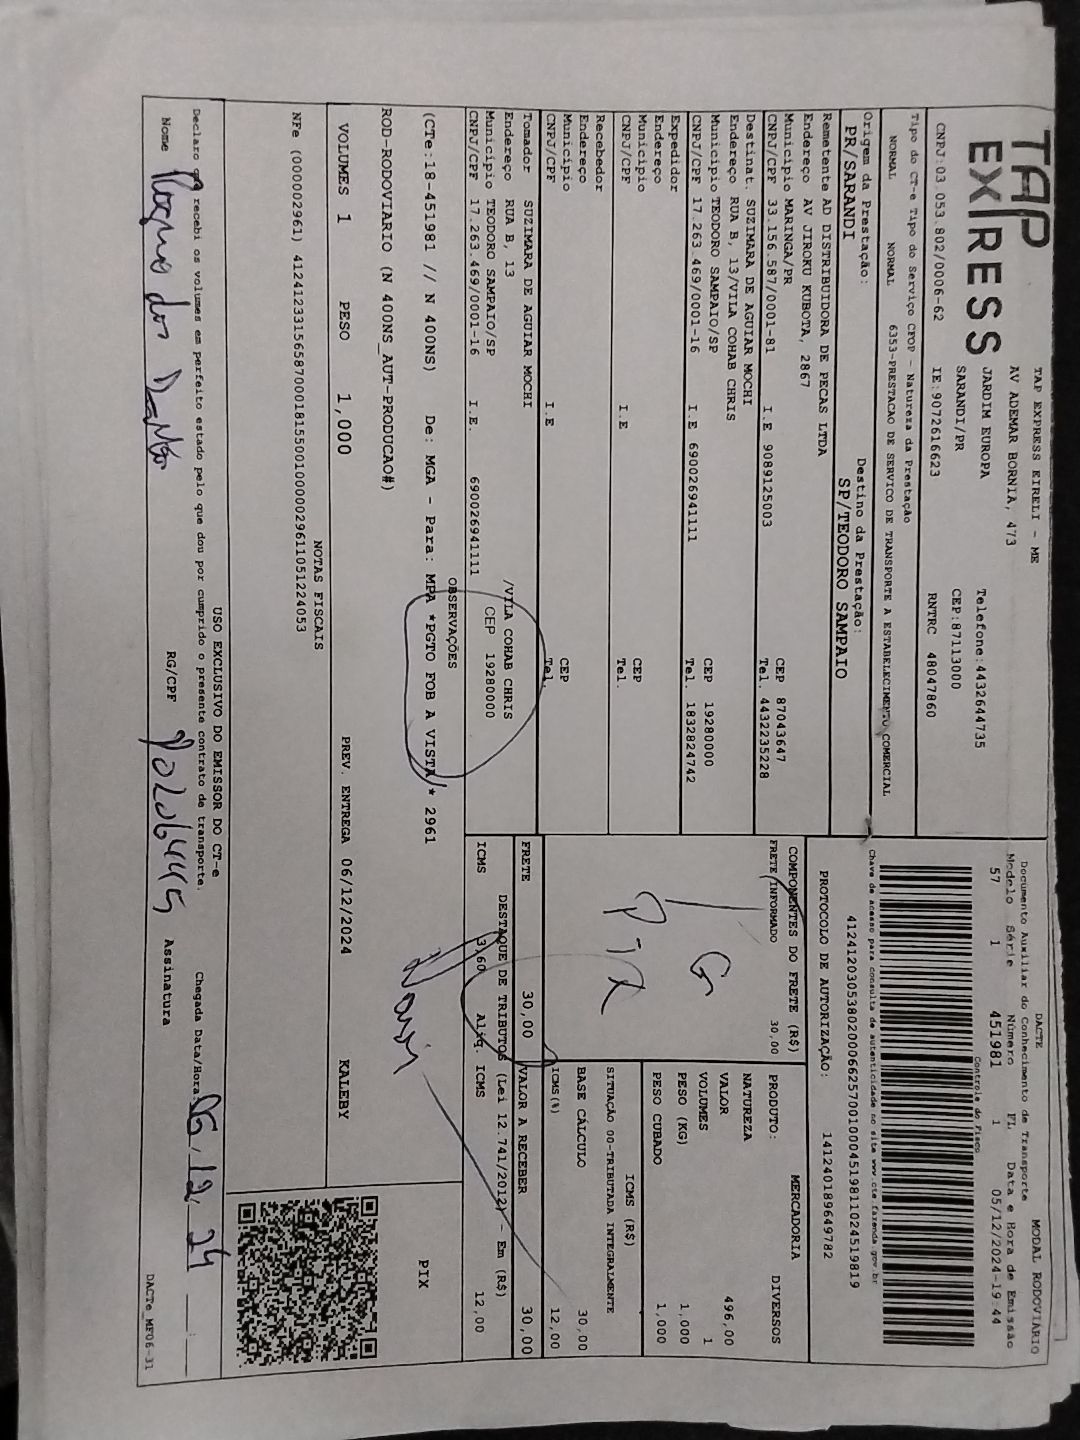 TAP EXPRESS
TAP EXPRESS EIRELI - ME
AV ADEMAR BORNIA, 473
JARDIM EUROPA Telefone:4432644735
SARANDI/PR CEP:87113000
CNPJ:03.053.802/0006-62 IE:9072616623 RNTRC 48047860
Tipo do CT-e Tipo do Serviço CFOP - Natureza da Prestação
NORMAL NORMAL 6353-PRESTACAO DE SERVICO DE TRANSPORTE A ESTABELECIMENTO COMERCIAL
Origem da Prestação: Destino da Prestação:
PR/SARANDI SP/TEODORO SAMPAIO
Remetente AD DISTRIBUIDORA DE PECAS LTDA
Endereço AV JIROKU KUBOTA, 2867
Município MARINGA/PR CEP 87043647
CNPJ/CPF 33.156.587/0001-81 I.E 9089125003 Tel. 4432235228
Destinat. SUZIMARA DE AGUIAR MOCHI
Endereço RUA B, 13/VILA COHAB CHRIS
Município TEODORO SAMPAIO/SP CEP 19280000
CNPJ/CPF 17.263.469/0001-16 I.E 690026941111 Tel. 1832824742
Expedidor
Endereço
Município CEP
CNPJ/CPF I.E Tel.
Recebedor
Endereço
Município CEP
CNPJ/CPF I.E Tel.
Tomador SUZIMARA DE AGUIAR MOCHI
Endereço RUA B, 13 /VILA COHAB CHRIS
Município TEODORO SAMPAIO/SP CEP 19280000
CNPJ/CPF 17.263.469/0001-16 I.E. 690026941111
DACTE MODAL RODOVIÁRIO
Documento Auxiliar do Conhecimento de Transporte
Modelo Série Número FL Data e Hora de Emissão
57 1 451981 1 05/12/2024-19:44
Controle do Fisco
Chave de acesso para consulta de autenticidade no site www.cte.fazenda.gov.br
41241203053802000662570010004519811024519819
PROTOCOLO DE AUTORIZAÇÃO: 141240189649782
COMPONENTES DO FRETE (R$)
FRETE INFORMADO 30,00
G
PIX
FRETE 30,00
MERCADORIA
PRODUTO: DIVERSOS
NATUREZA
VALOR 496,00
VOLUMES 1
PESO (KG) 1,000
PESO CUBADO 1,000
ICMS (R$)
SITUAÇÃO 00-TRIBUTADA INTEGRALMENTE
BASE CÁLCULO 30,00
ICMS(%) 12,00
VALOR A RECEBER 30,00
DESTAQUE DE TRIBUTOS (Lei 12.741/2012) - Em (R$)
ICMS 3,60 Aliq. ICMS 12,00
OBSERVAÇÕES
(CTe:18-451981 // N 400NS) De: MGA - Para: MPA *PGTO FOB A VISTA* 2961
ROD-RODOVIARIO (N 400NS_AUT-PRODUCAO#)
PIX
VOLUMES 1 PESO 1,000 PREV. ENTREGA 06/12/2024 KALEBY
NOTAS FISCAIS
NFe (000002961) 41241233156587000181550010000029611051224053
USO EXCLUSIVO DO EMISSOR DO CT-e
Declaro que recebi os volumes em perfeito estado pelo que dou por cumprido o presente contrato de transporte. Chegada Data/Hora 06/12/24
Nome dos RG/CPF Assinatura
DACTe_MF06-31